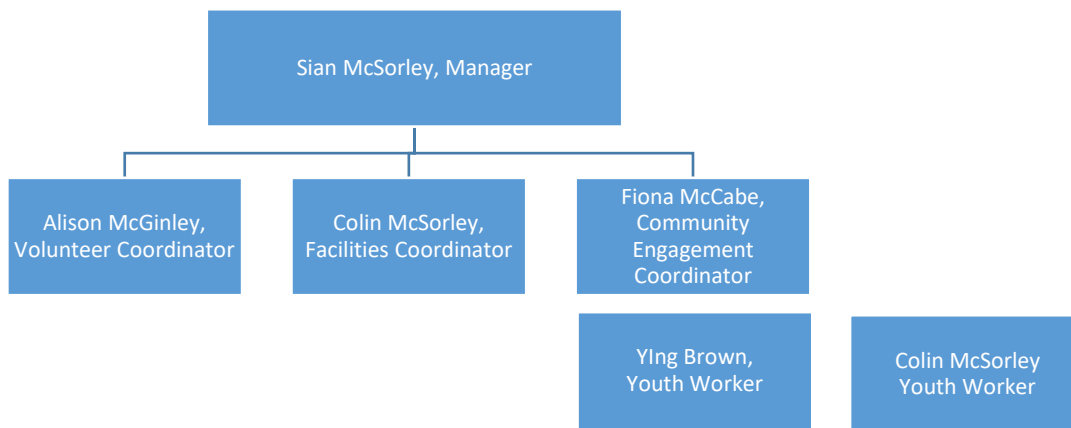 Sian McSorley, Manager
Alison McGinley,
Volunteer Coordinator
Colin McSorley,
Facilities Coordinator
Fiona McCabe,
Community
Engagement
Coordinator
YIng Brown,
Youth Worker
Colin McSorley
Youth Worker